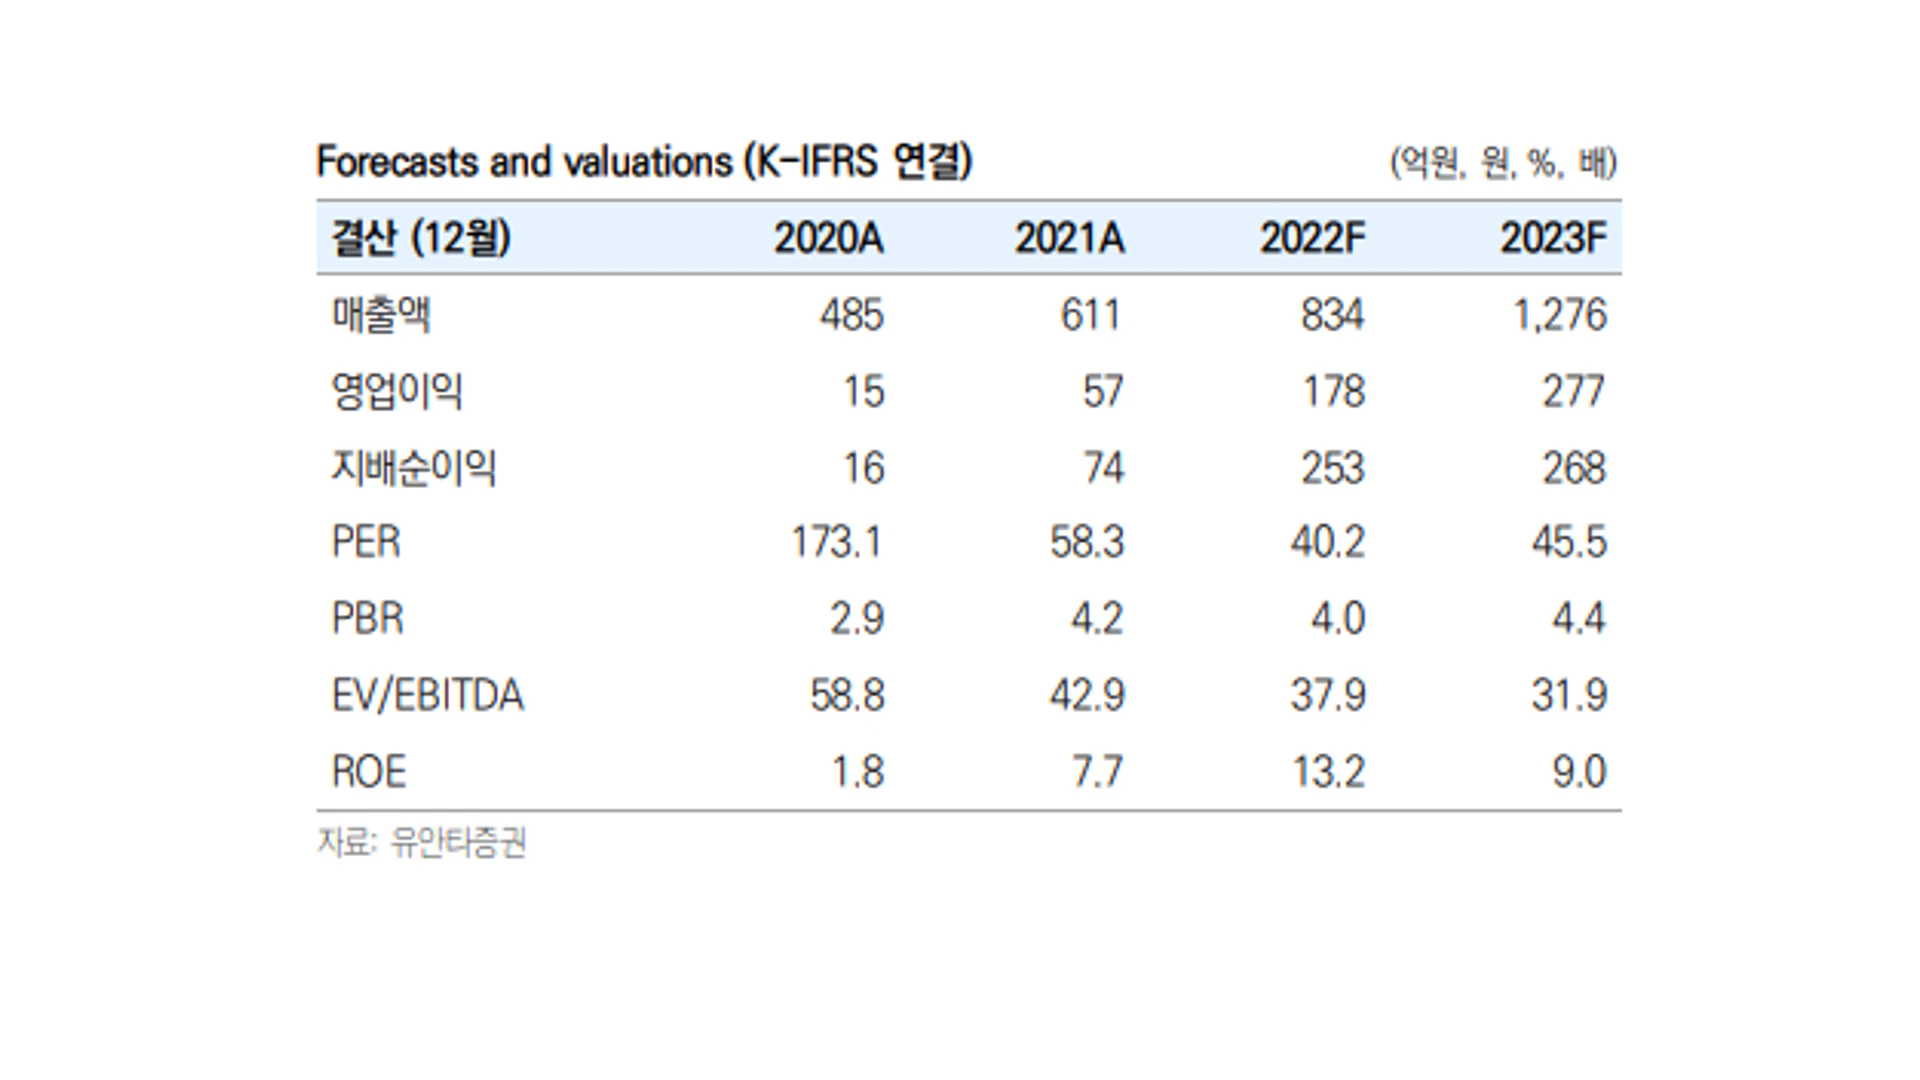 Forecasts and valuations (K-IFRS 연결) (억원, 원, %, 배)
결산 (12월) 2020A 2021A 2022F 2023F
매출액 485 611 834 1,276
영업이익 15 57 178 277
지배순이익 16 74 253 268
PER 173.1 58.3 40.2 45.5
PBR 2.9 4.2 4.0 4.4
EV/EBITDA 58.8 42.9 37.9 31.9
ROE 1.8 7.7 13.2 9.0
자료: 유안타증권